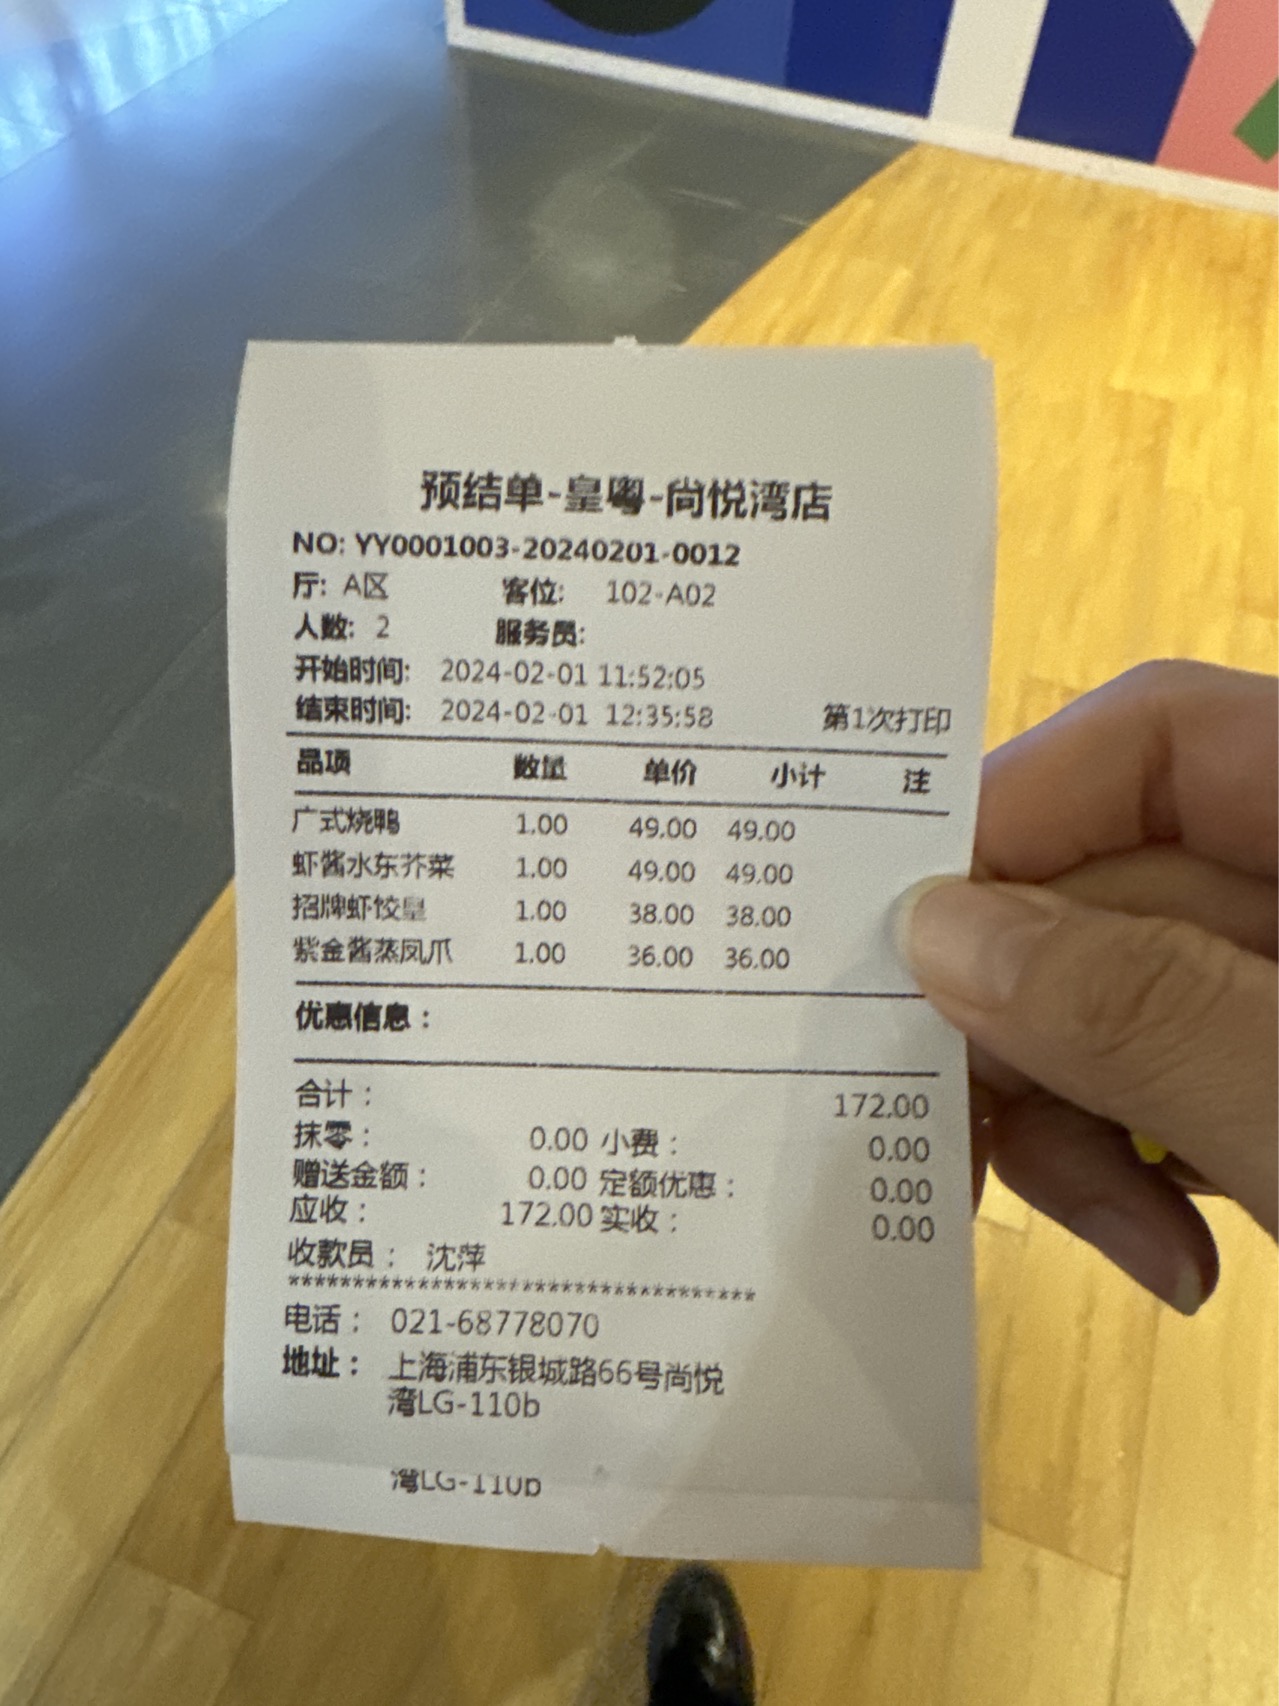 预结单-皇粤-尚悦湾店
NO: YY0001003-20240201-0012
厅: A区 客位: 102-A02
人数: 2 服务员:
开始时间: 2024-02-01 11:52:05
结束时间: 2024-02-01 12:35:58 第1次打印
品项 数量 单价 小计 注
广式烧鸭 1.00 49.00 49.00
虾酱水东芥菜 1.00 49.00 49.00
招牌虾饺皇 1.00 38.00 38.00
紫金酱蒸凤爪 1.00 36.00 36.00
优惠信息：
合计： 172.00
抹零： 0.00 小费： 0.00
赠送金额： 0.00 定额优惠： 0.00
应收： 172.00 实收： 0.00
收款员： 沈萍
************************************
电话： 021-68778070
地址： 上海浦东银城路66号尚悦
湾LG-110b
湾LG-110b